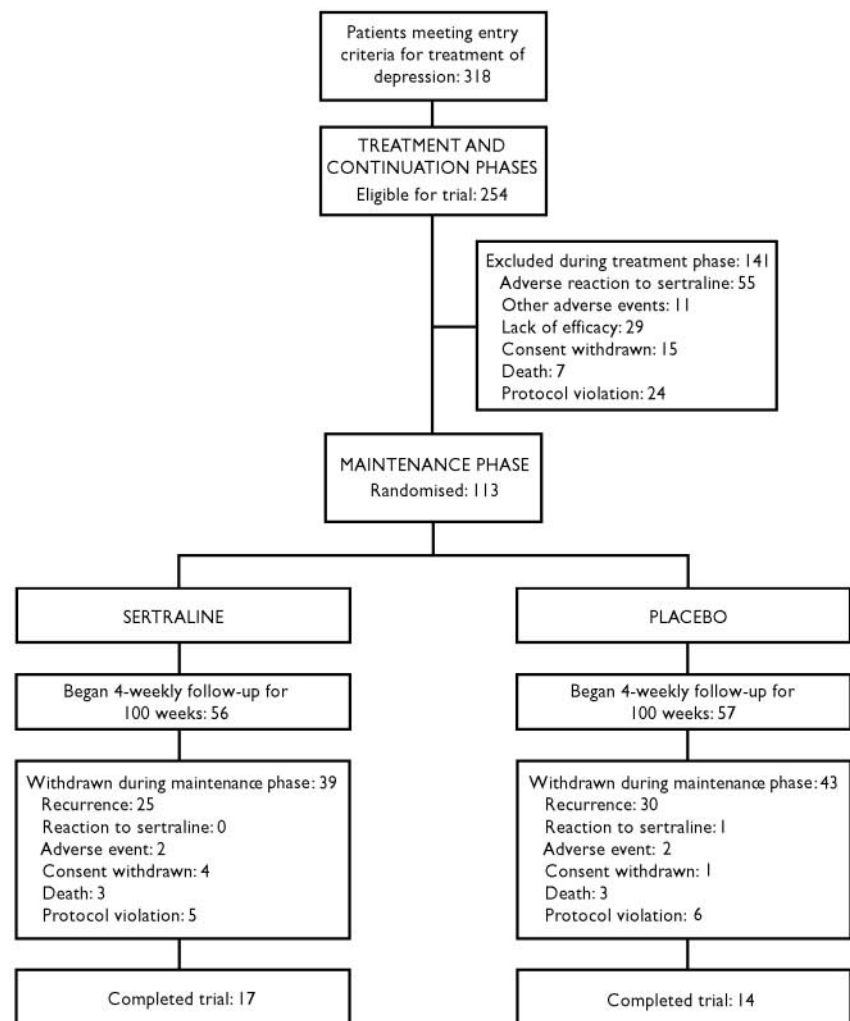 Patients meeting entry
criteria for treatment of
depression: 318
TREATMENT AND
CONTINUATION PHASES
Eligible for trial: 254
Excluded during treatment phase: 141
Adverse reaction to sertraline: 55
Other adverse events: 11
Lack of efficacy: 29
Consent withdrawn: 15
Death: 7
Protocol violation: 24
MAINTENANCE PHASE
Randomised: 113
SERTRALINE
Began 4-weekly follow-up for
100 weeks: 56
Withdrawn during maintenance phase: 39
Recurrence: 25
Reaction to sertraline: 0
Adverse event: 2
Consent withdrawn: 4
Death: 3
Protocol violation: 5
Completed trial: 17
PLACEBO
Began 4-weekly follow-up for
100 weeks: 57
Withdrawn during maintenance phase: 43
Recurrence: 30
Reaction to sertraline: 1
Adverse event: 2
Consent withdrawn: 1
Death: 3
Protocol violation: 6
Completed trial: 14